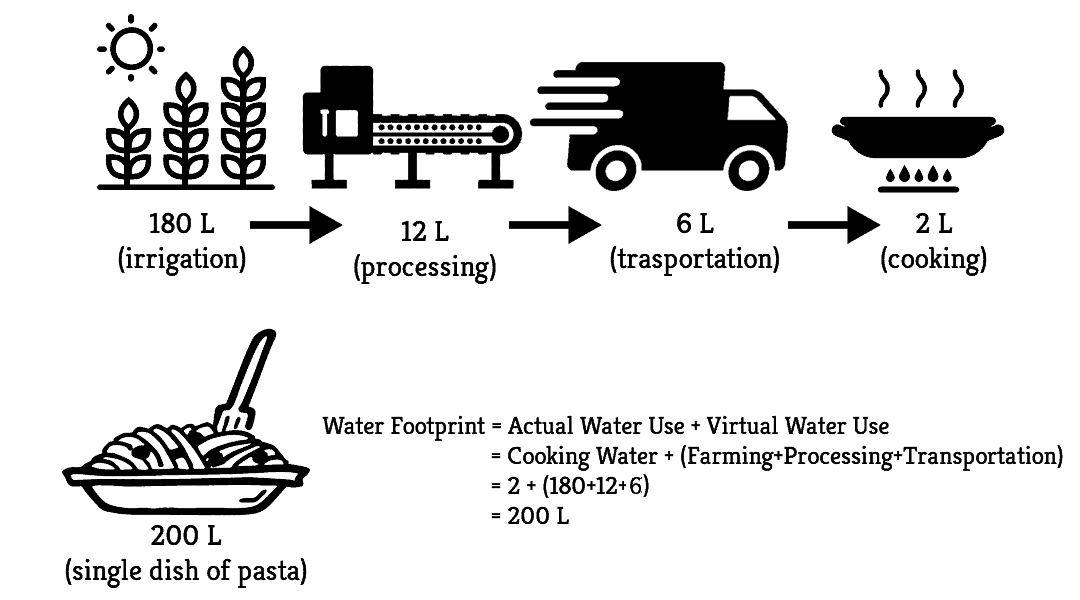 180 L
(irrigation)
12 L
(processing)
6 L
(trasportation)
2 L
(cooking)
200 L
(single dish of pasta)
Water Footprint = Actual Water Use + Virtual Water Use
= Cooking Water + (Farming+Processing+Transportation)
= 2 + (180+12+6)
= 200 L